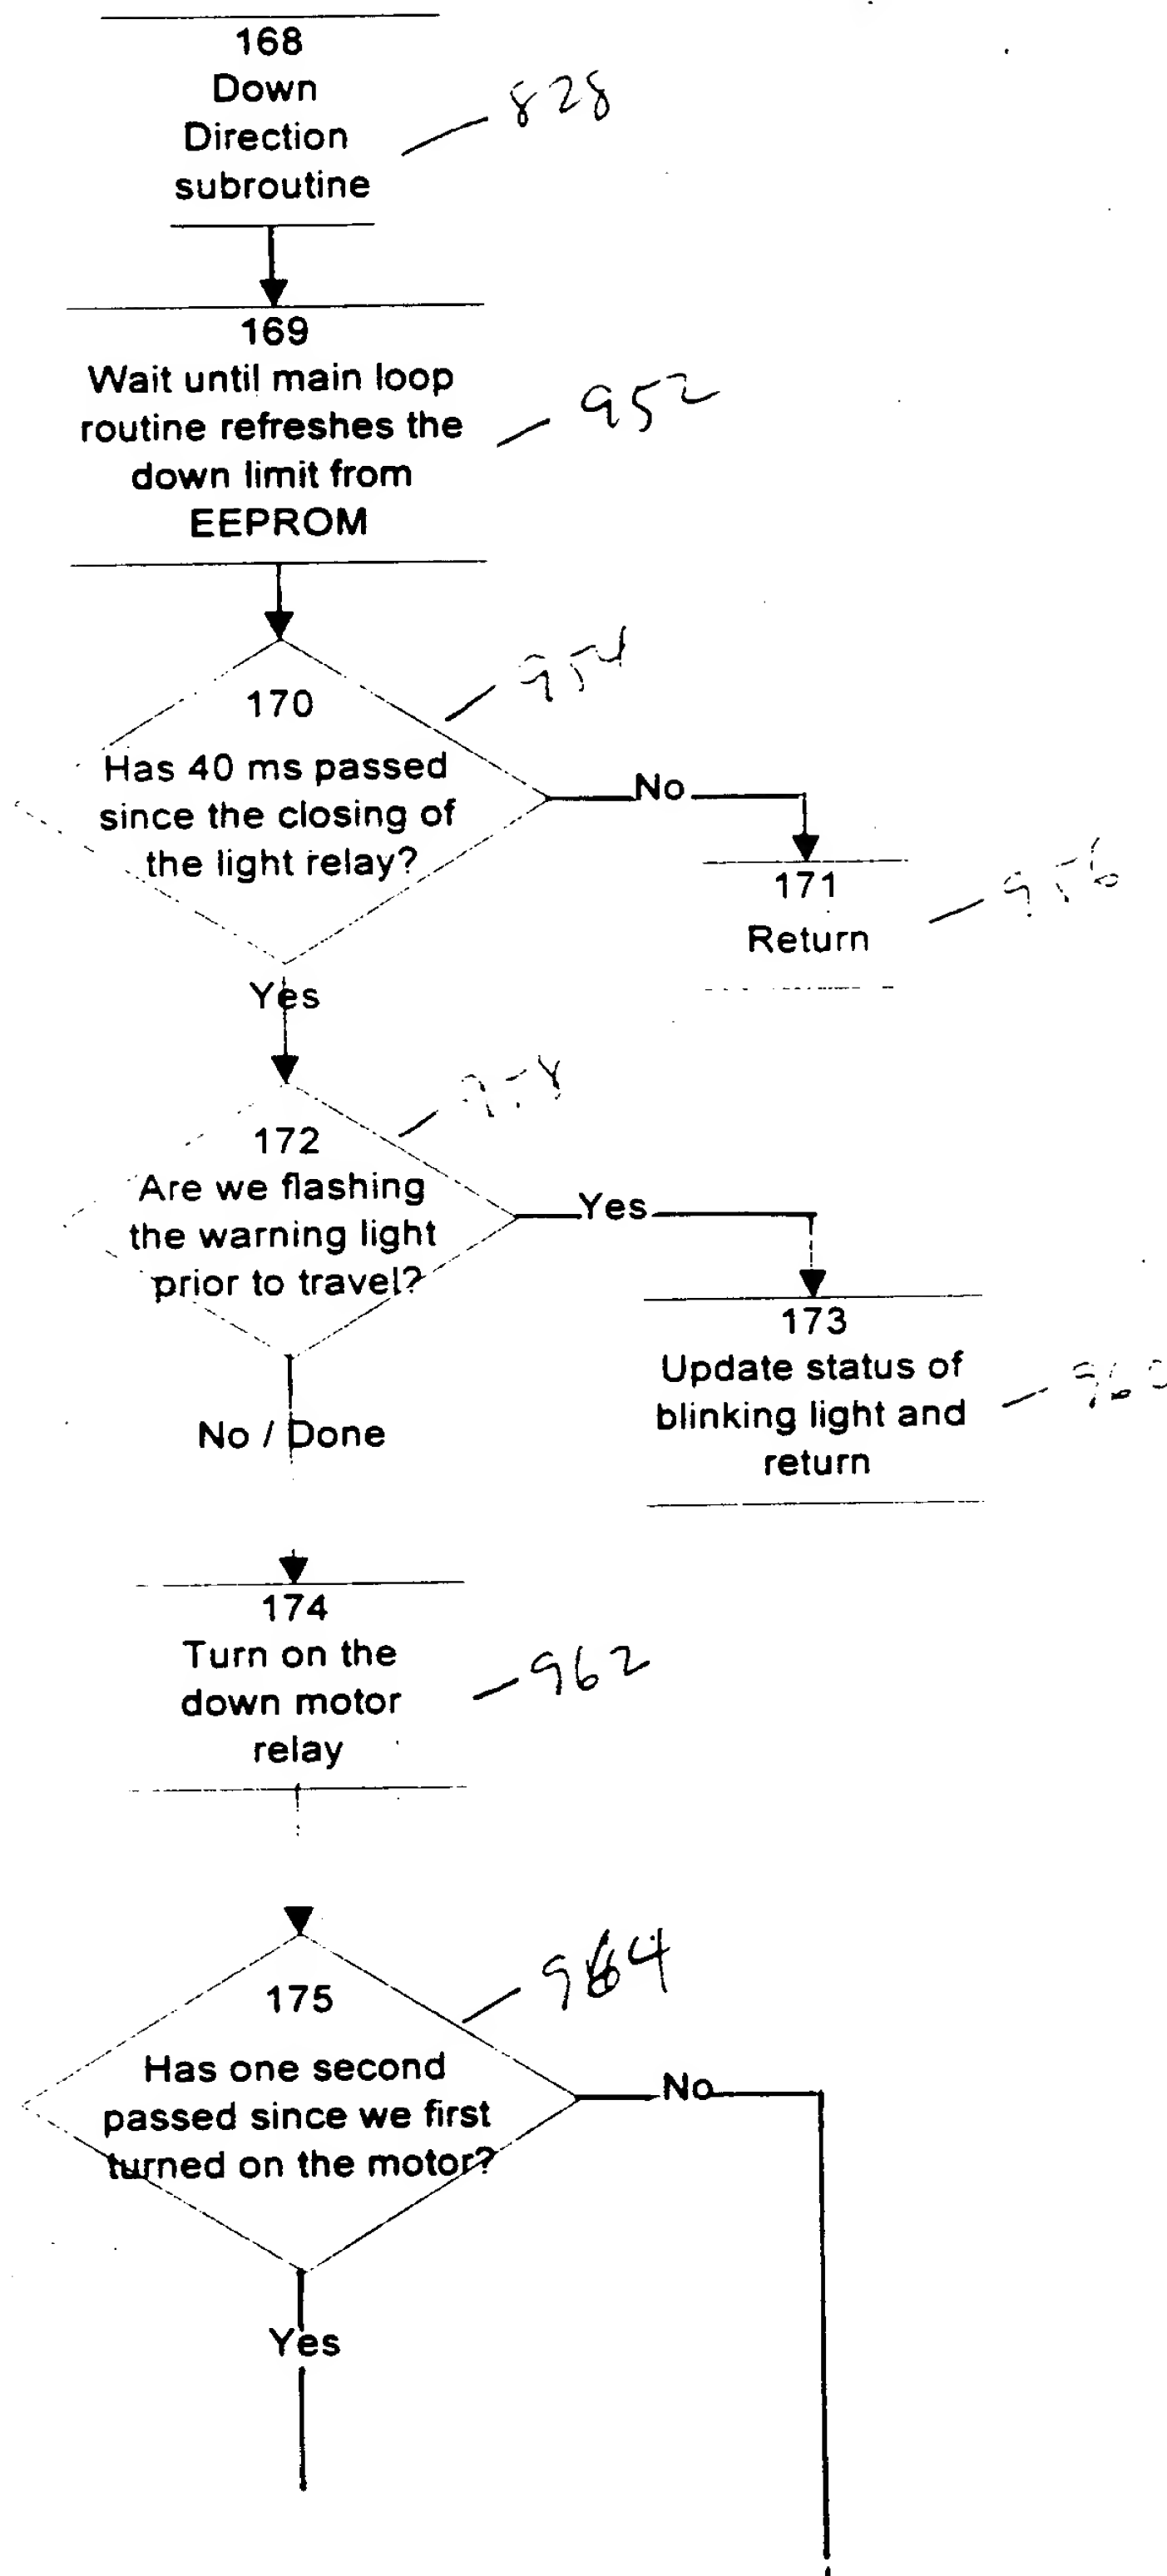 168
Down
Direction
subroutine
828
169
Wait until main loop
routine refreshes the
down limit from
EEPROM
952
170
Has 40 ms passed
since the closing of
the light relay?
954
No
171
Return
956
Yes
172
Are we flashing
the warning light
prior to travel?
958
Yes
173
Update status of
blinking light and
return
960
No / Done
174
Turn on the
down motor
relay
962
175
Has one second
passed since we first
turned on the motor?
964
No
Yes